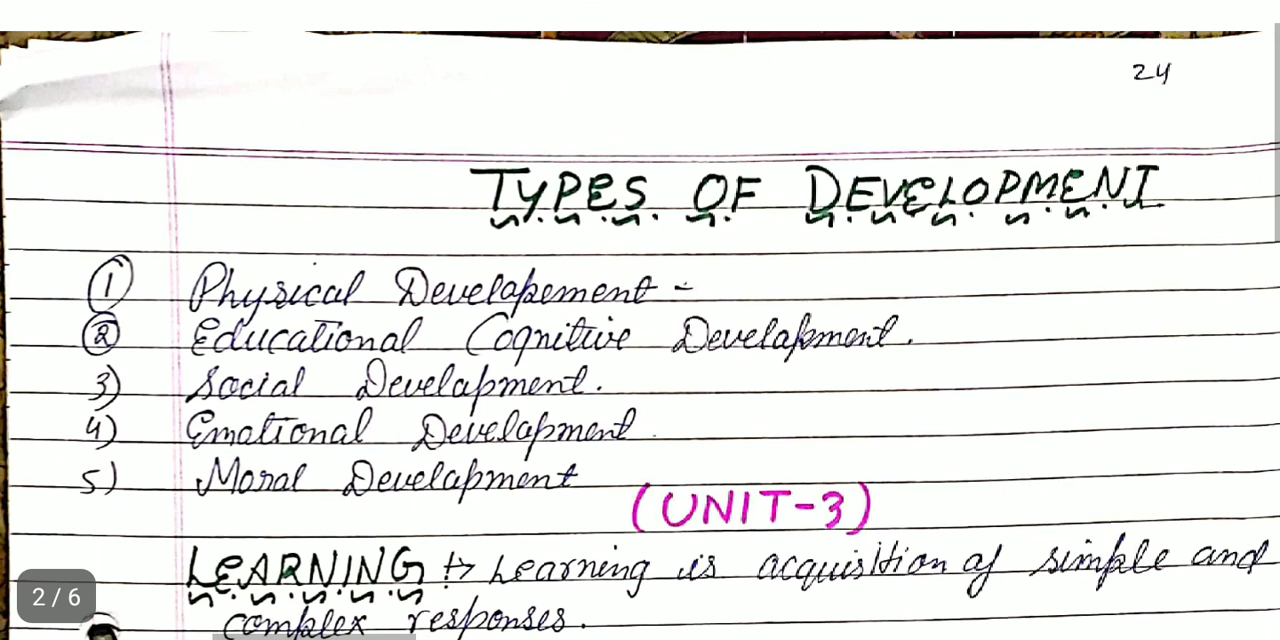 24
TYPES OF DEVELOPMENT
① Physical Developement -
② Educational Cognitive Development.
3) Social Development.
4) Emotional Development.
5) Moral Development
(UNIT-3)
LEARNING :-> Learning is acquisition of simple and
complex responses.
2 / 6